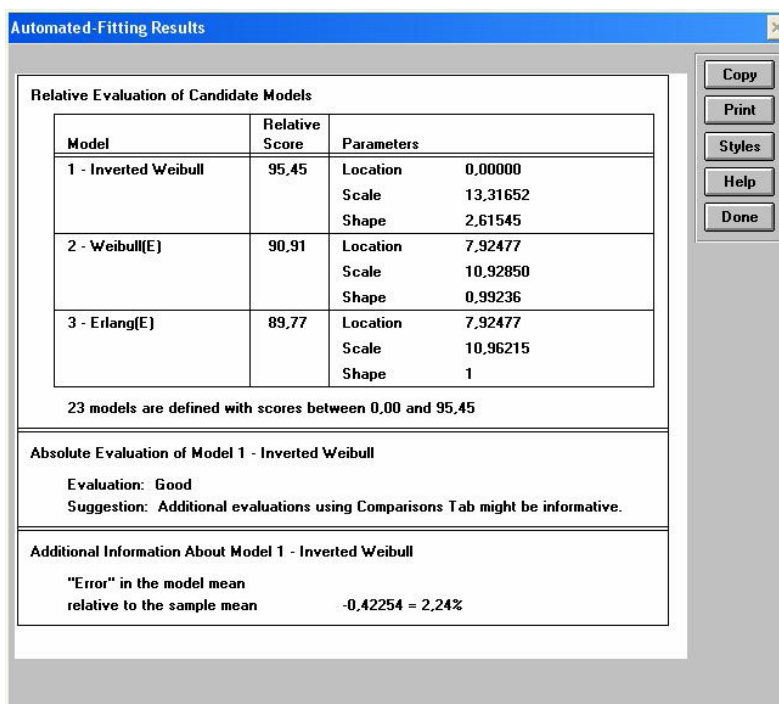 Automated-Fitting Results
Copy
Print
Styles
Help
Done
Relative Evaluation of Candidate Models
Model Relative Score Parameters
1 - Inverted Weibull 95,45 Location 0,00000
Scale 13,31652
Shape 2,61545
2 - Weibull(E) 90,91 Location 7,92477
Scale 10,92850
Shape 0,99236
3 - Erlang(E) 89,77 Location 7,92477
Scale 10,96215
Shape 1
23 models are defined with scores between 0,00 and 95,45
Absolute Evaluation of Model 1 - Inverted Weibull
Evaluation: Good
Suggestion: Additional evaluations using Comparisons Tab might be informative.
Additional Information About Model 1 - Inverted Weibull
"Error" in the model mean
relative to the sample mean -0,42254 = 2,24%